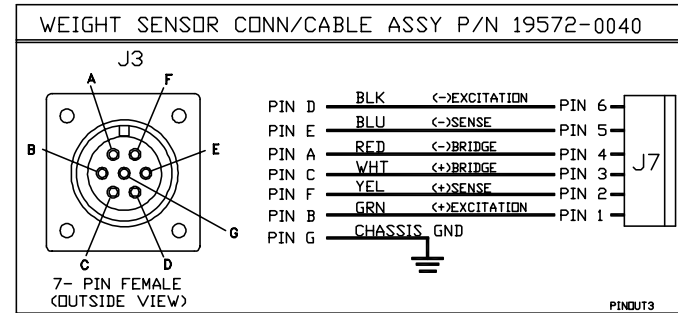 WEIGHT SENSOR CONN/CABLE ASSY P/N 19572-0040
J3
A F
B E
G
C D
7- PIN FEMALE
(OUTSIDE VIEW)
PIN D BLK (-)EXCITATION PIN 6
PIN E BLU (-)SENSE PIN 5
PIN A RED (-)BRIDGE PIN 4
PIN C WHT (+)BRIDGE PIN 3
PIN F YEL (+)SENSE PIN 2
PIN B GRN (+)EXCITATION PIN 1
PIN G CHASSIS GND
J7
PINOUT3